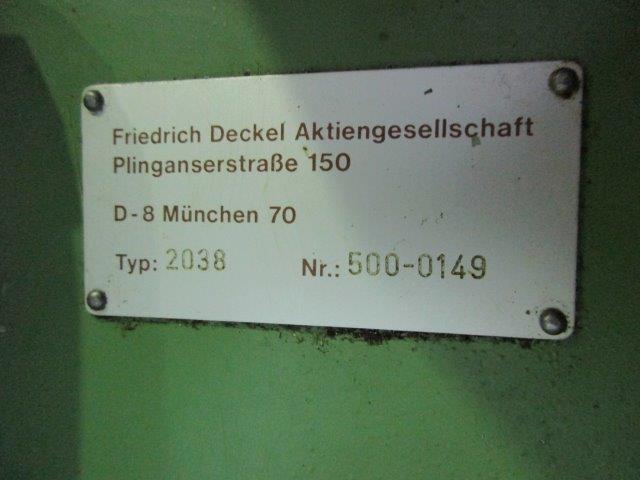 Friedrich Deckel Aktiengesellschaft
Plinganserstraße 150
D-8 München 70
Typ: 2038 Nr.: 500-0149